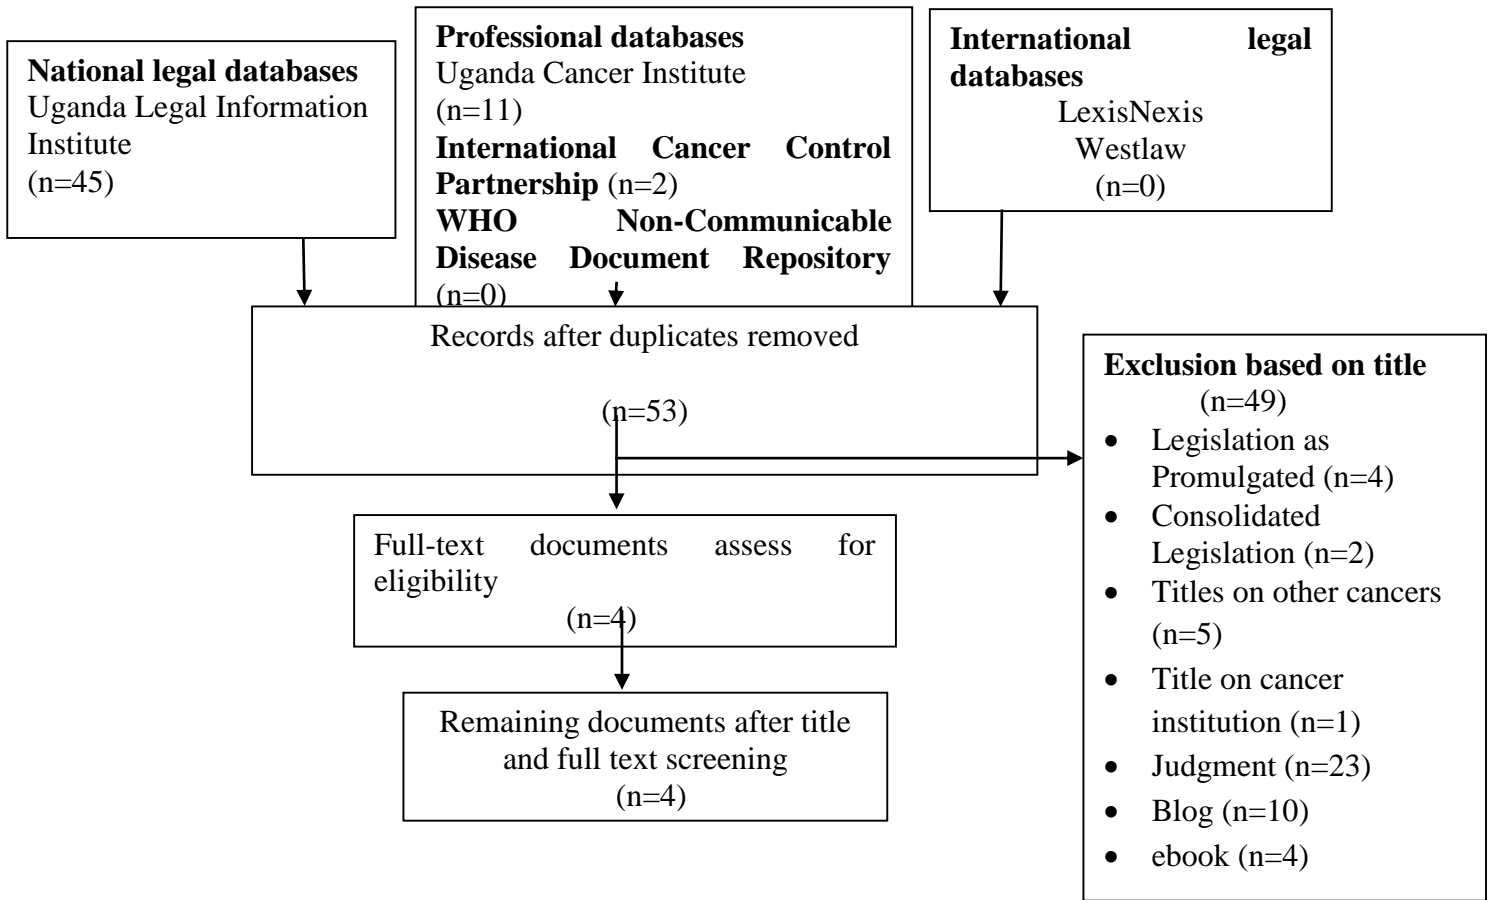 National legal databases
Uganda Legal Information
Institute
(n=45)
Professional databases
Uganda Cancer Institute
(n=11)
International Cancer Control
Partnership (n=2)
WHO Non-Communicable
Disease Document Repository
(n=0)
International legal
databases
LexisNexis
Westlaw
(n=0)
Records after duplicates removed
(n=53)
Exclusion based on title
(n=49)
• Legislation as
Promulgated (n=4)
• Consolidated
Legislation (n=2)
• Titles on other cancers
(n=5)
• Title on cancer
institution (n=1)
• Judgment (n=23)
• Blog (n=10)
• ebook (n=4)
Full-text documents assess for
eligibility
(n=4)
Remaining documents after title
and full text screening
(n=4)